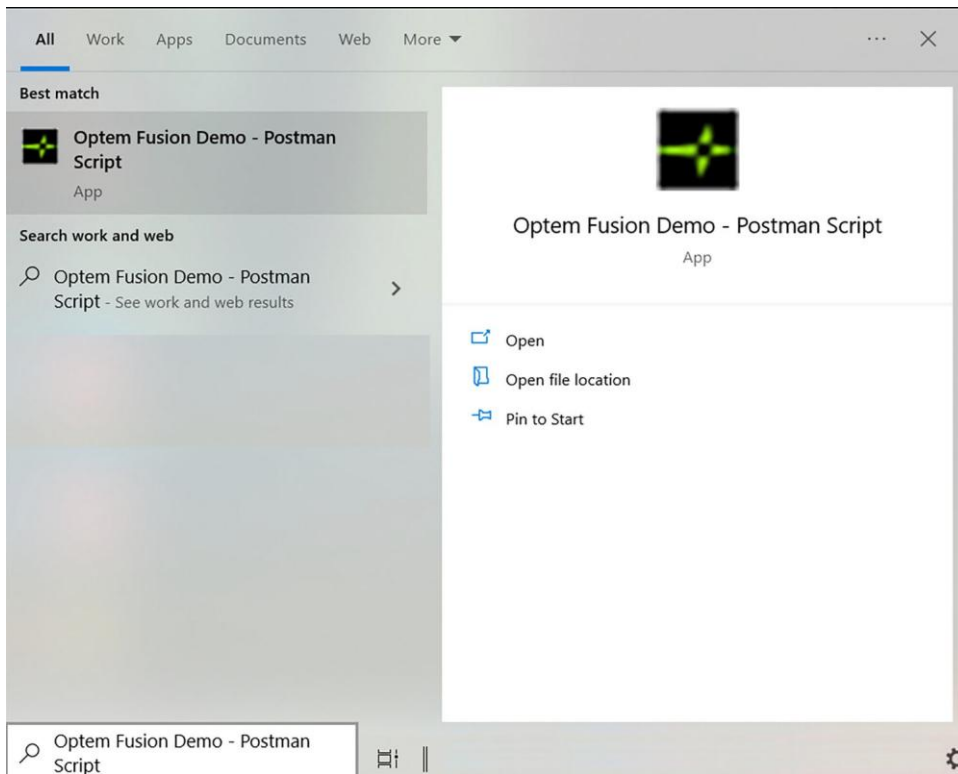 All Work Apps Documents Web More
Best match
Optem Fusion Demo - Postman
Script
App
Search work and web
Optem Fusion Demo - Postman
Script - See work and web results
Optem Fusion Demo - Postman Script
App
Open
Open file location
Pin to Start
Optem Fusion Demo - Postman
Script